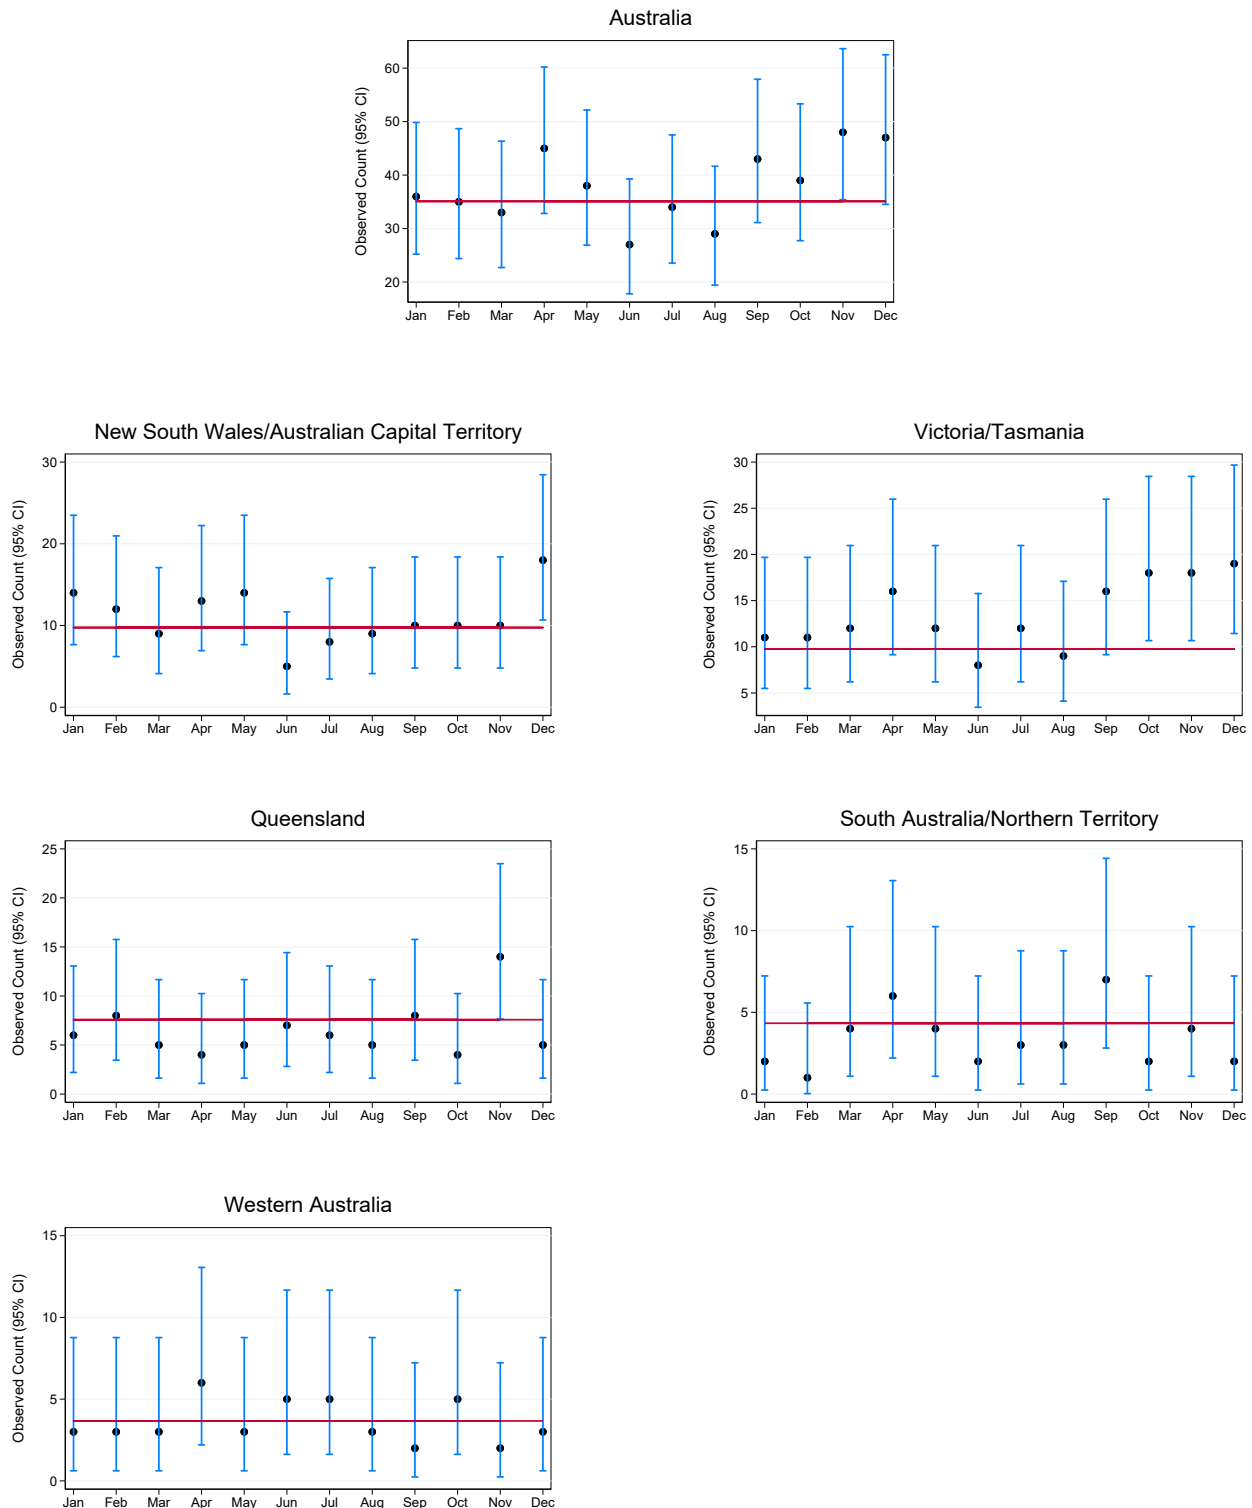 Australia
Observed Count (95% CI)
60
50
40
30
20
Jan Feb Mar Apr May Jun Jul Aug Sep Oct Nov Dec
New South Wales/Australian Capital Territory
Observed Count (95% CI)
30
20
10
0
Jan Feb Mar Apr May Jun Jul Aug Sep Oct Nov Dec
Victoria/Tasmania
Observed Count (95% CI)
30
25
20
15
10
5
Jan Feb Mar Apr May Jun Jul Aug Sep Oct Nov Dec
Queensland
Observed Count (95% CI)
25
20
15
10
5
0
Jan Feb Mar Apr May Jun Jul Aug Sep Oct Nov Dec
South Australia/Northern Territory
Observed Count (95% CI)
15
10
5
0
Jan Feb Mar Apr May Jun Jul Aug Sep Oct Nov Dec
Western Australia
Observed Count (95% CI)
15
10
5
0
Jan Feb Mar Apr May Jun Jul Aug Sep Oct Nov Dec